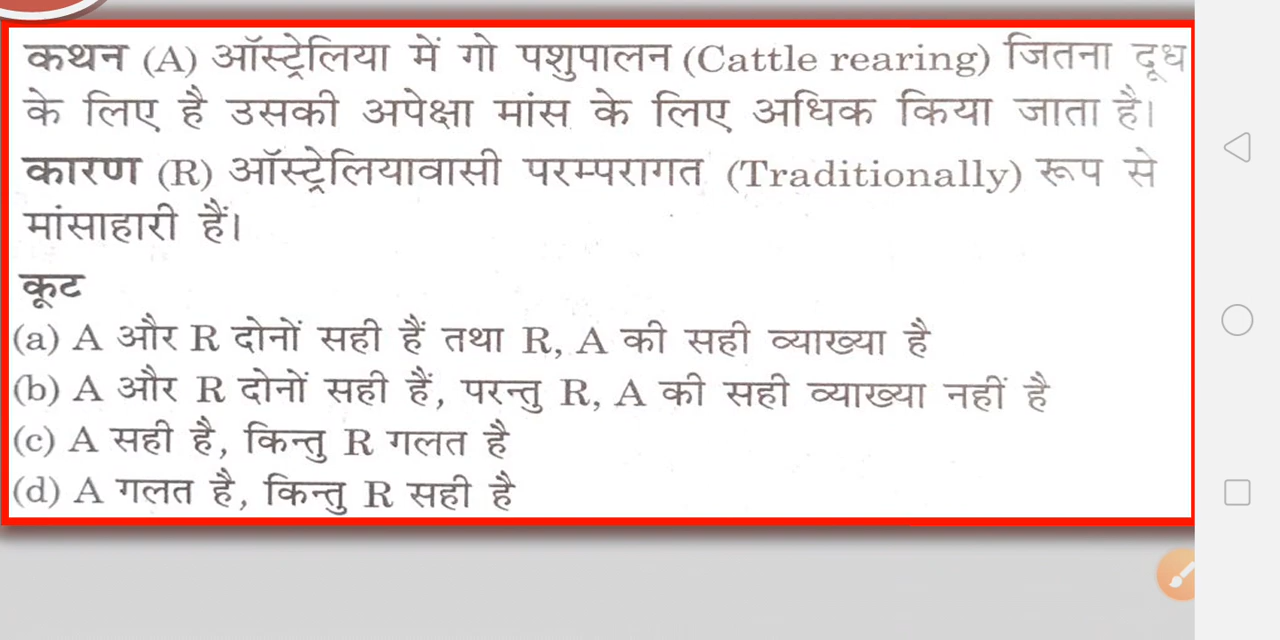 कथन (A) ऑस्ट्रेलिया में गो पशुपालन (Cattle rearing) जितना दूध
के लिए है उसकी अपेक्षा मांस के लिए अधिक किया जाता है।
कारण (R) ऑस्ट्रेलियावासी परम्परागत (Traditionally) रूप से
मांसाहारी हैं।
कूट
(a) A और R दोनों सही हैं तथा R, A की सही व्याख्या है
(b) A और R दोनों सही हैं, परन्तु R, A की सही व्याख्या नहीं है
(c) A सही है, किन्तु R गलत है
(d) A गलत है, किन्तु R सही है